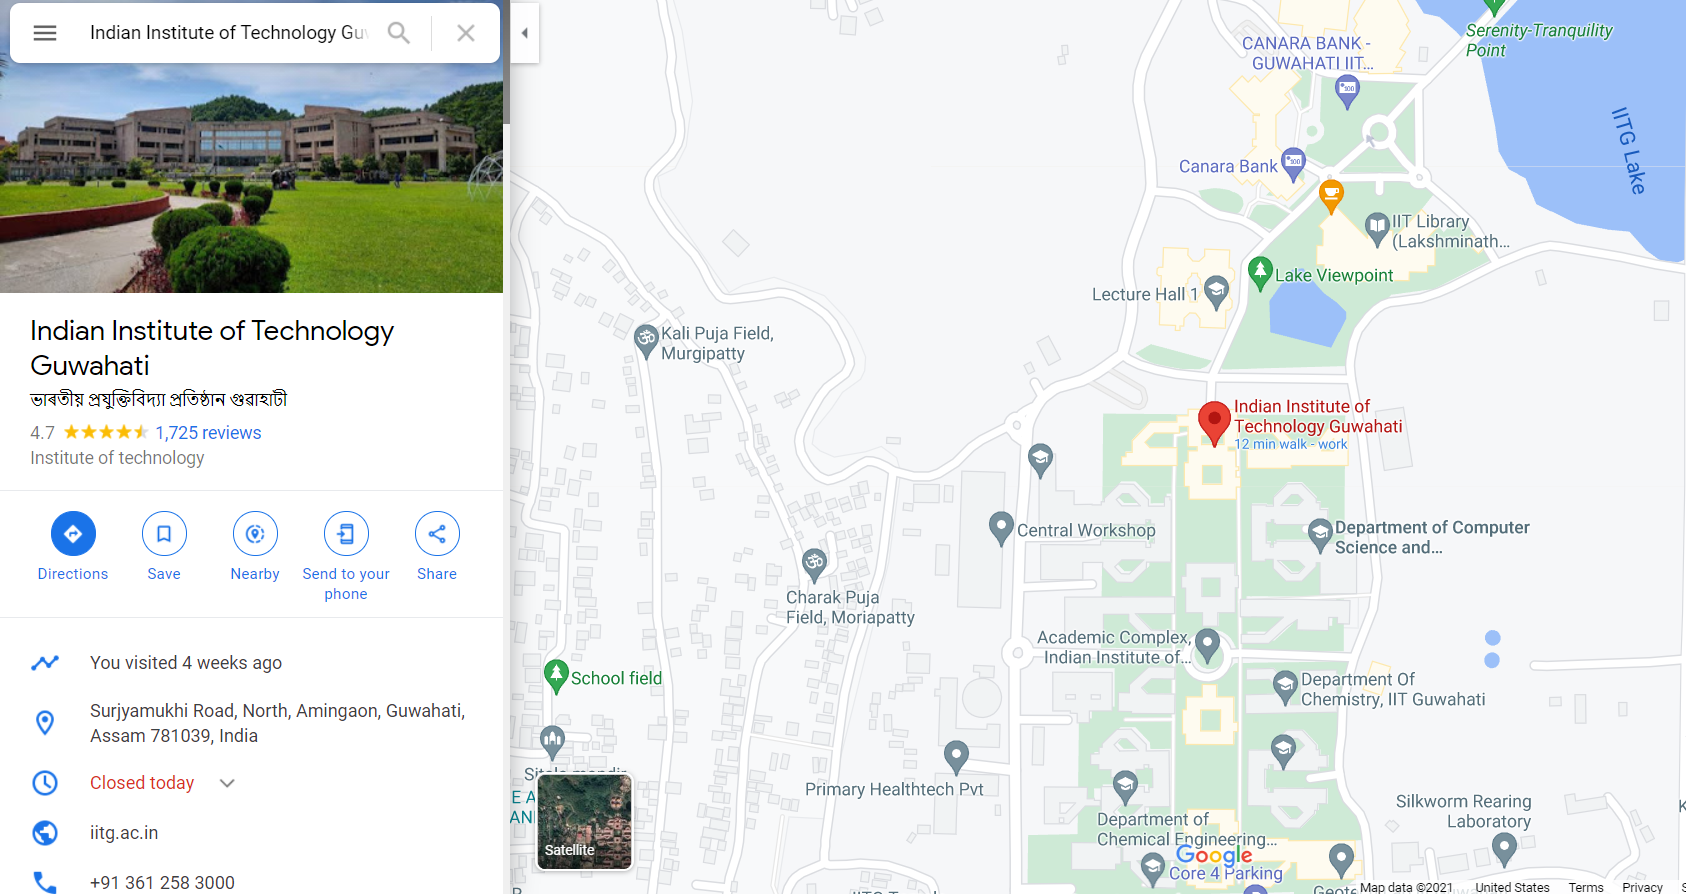 Indian Institute of Technology Gu
Indian Institute of Technology
Guwahati
ভাৰতীয় প্ৰযুক্তিবিদ্যা প্ৰতিষ্ঠান গুৱাহাটী
4.7
1,725 reviews
Institute of technology
Directions
Save
Nearby
Send to your
phone
Share
You visited 4 weeks ago
Surjyamukhi Road, North, Amingaon, Guwahati,
Assam 781039, India
Closed today
iitg.ac.in
+91 361 258 3000
Serenity-Tranquility
Point
CANARA BANK -
GUWAHATI IIT...
IITG Lake
Canara Bank
IIT Library
(Lakshminath...
Lake Viewpoint
Lecture Hall 1
Kali Puja Field,
Murgipatty
Indian Institute of
Technology Guwahati
12 min walk - work
Central Workshop
Department of Computer
Science and...
Charak Puja
Field, Moriapatty
Academic Complex,
Indian Institute of...
School field
Department Of
Chemistry, IIT Guwahati
Primary Healthtech Pvt
Silkworm Rearing
Laboratory
Department of
Chemical Engineering...
Core 4 Parking
Satellite
Google
Map data ©2021
United States
Terms
Privacy